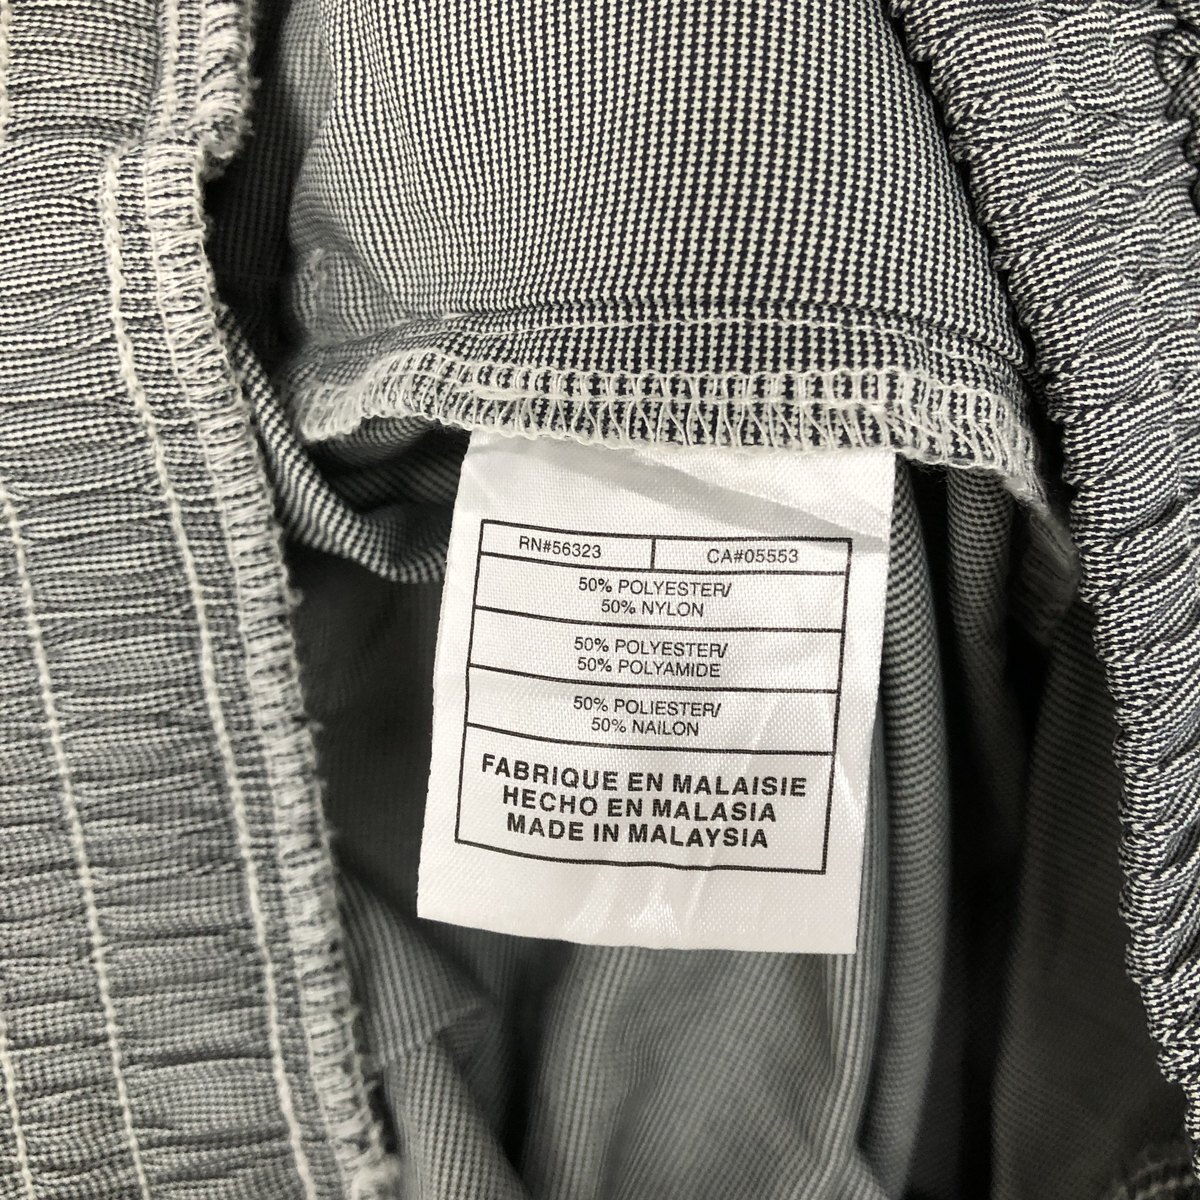 RN#56323 CA#05553
50% POLYESTER/
50% NYLON
50% POLYESTER/
50% POLYAMIDE
50% POLIESTER/
50% NAILON
FABRIQUE EN MALAISIE
HECHO EN MALASIA
MADE IN MALAYSIA